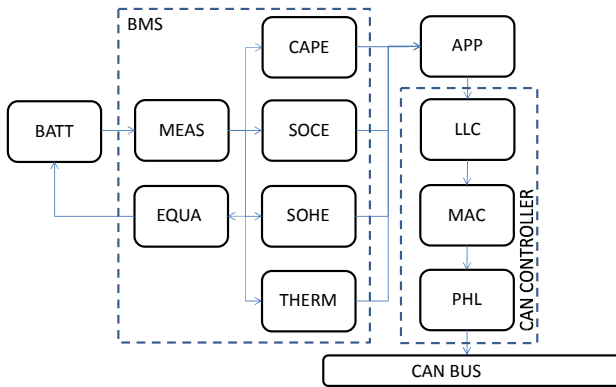 BMS
CAPE
APP
BATT
MEAS
SOCE
LLC
EQUA
SOHE
MAC
THERM
PHL
CAN CONTROLLER
CAN BUS